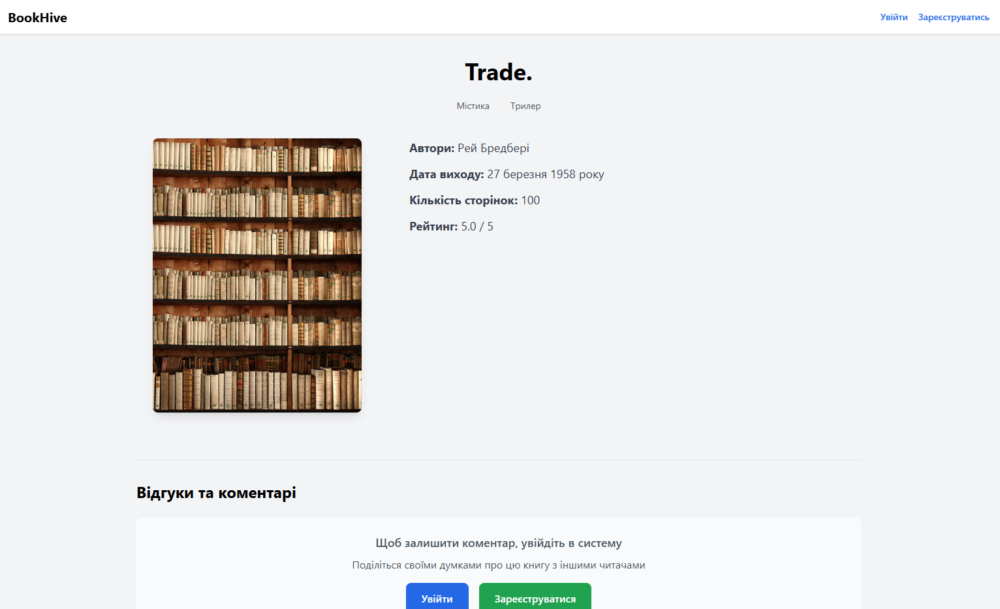 BookHive
Увійти Зареєструватись
Trade.
Містика Трилер
Автори: Рей Бредбері
Дата виходу: 27 березня 1958 року
Кількість сторінок: 100
Рейтинг: 5.0 / 5
Відгуки та коментарі
Щоб залишити коментар, увійдіть в систему
Поділіться своїми думками про цю книгу з іншими читачами
Увійти Зареєструватися